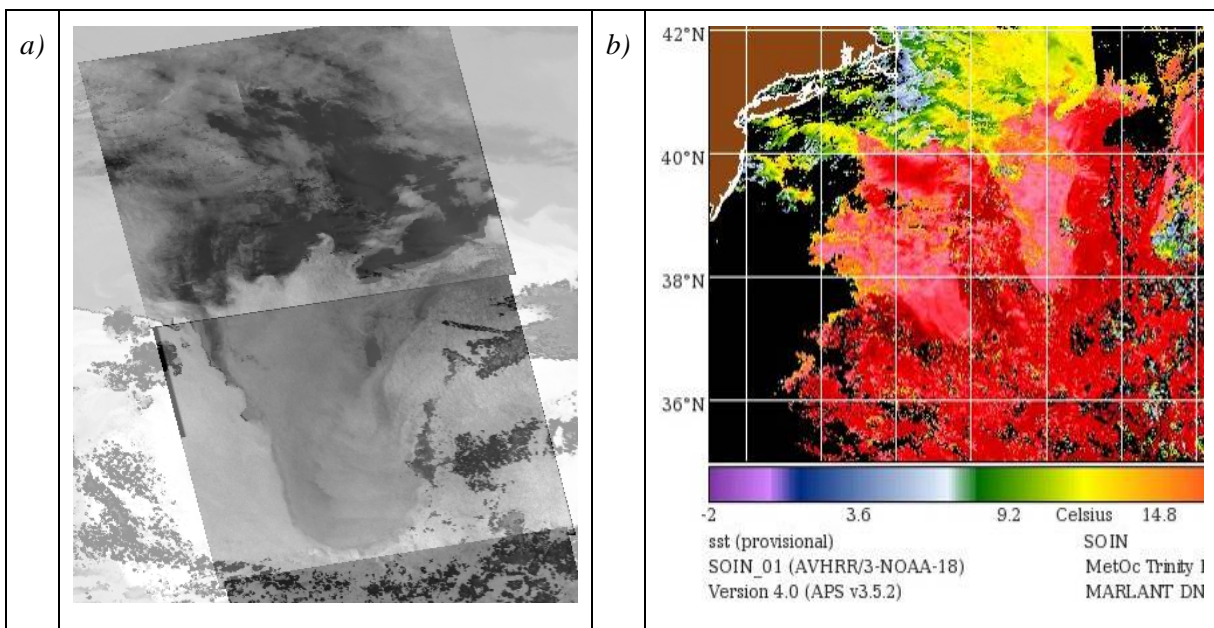 a)
b)
42°N
40°N
38°N
36°N
-2 3.6 9.2 Celsius 14.8
sst (provisional) SOIN
SOIN_01 (AVHRR/3-NOAA-18) MetOc Trinity
Version 4.0 (APS v3.5.2) MARLANT DN